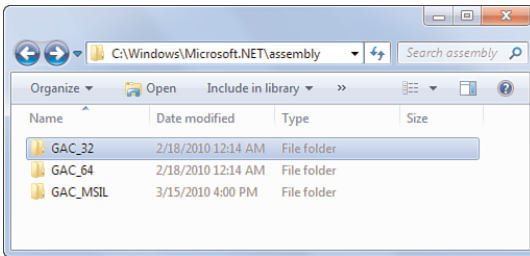 C:\Windows\Microsoft.NET\assembly Search assembly
Organize Open Include in library »
Name Date modified Type Size
GAC_32 2/18/2010 12:14 AM File folder
GAC_64 2/18/2010 12:14 AM File folder
GAC_MSIL 3/15/2010 4:00 PM File folder